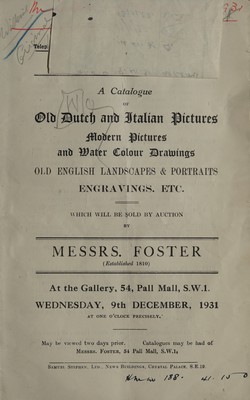 A Catalogue
OF
Old Dutch and Italian Pictures
Modern Pictures
and Water Colour Drawings
OLD ENGLISH LANDSCAPES & PORTRAITS
ENGRAVINGS, ETC.
WHICH WILL BE SOLD BY AUCTION
BY
MESSRS. FOSTER
(Established 1810)
At the Gallery, 54, Pall Mall, S.W.1.
WEDNESDAY, 9th DECEMBER, 1931
AT ONE O'CLOCK PRECISELY.
May be viewed two days prior. Catalogues may be had of
MESSRS. FOSTER, 54 Pall Mall, S.W.1.